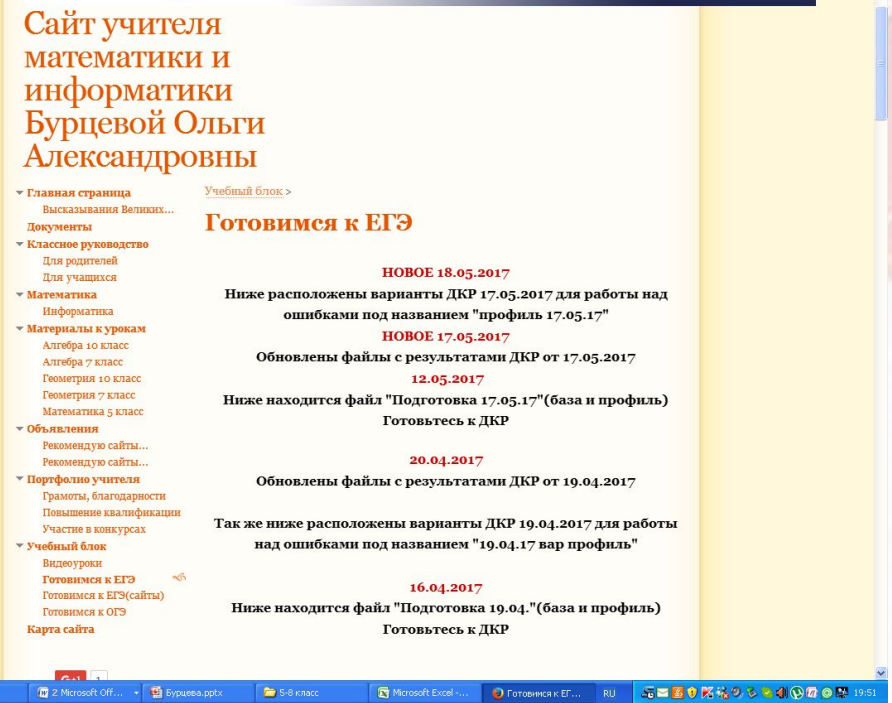 Сайт учителя
математики и
информатики
Бурцевой Ольги
Александровны
Главная страница
Высказывания Великих...
Документы
Классное руководство
Для родителей
Для учащихся
Математика
Информатика
Материалы к урокам
Алгебра 10 класс
Алгебра 7 класс
Геометрия 10 класс
Геометрия 7 класс
Математика 5 класс
Объявления
Рекомендую сайты...
Рекомендую сайты...
Портфолио учителя
Грамоты, благодарности
Повышение квалификации
Участие в конкурсах
Учебный блок
Видеоуроки
Готовимся к ЕГЭ
Готовимся к ЕГЭ(сайты)
Готовимся к ОГЭ
Карта сайта
Учебный блок >
Готовимся к ЕГЭ
НОВОЕ 18.05.2017
Ниже расположены варианты ДКР 17.05.2017 для работы над
ошибками под названием "профиль 17.05.17"
НОВОЕ 17.05.2017
Обновлены файлы с результатами ДКР от 17.05.2017
12.05.2017
Ниже находится файл "Подготовка 17.05.17"(база и профиль)
Готовьтесь к ДКР
20.04.2017
Обновлены файлы с результатами ДКР от 19.04.2017
Так же ниже расположены варианты ДКР 19.04.2017 для работы
над ошибками под названием "19.04.17 вар профиль"
16.04.2017
Ниже находится файл "Подготовка 19.04."(база и профиль)
Готовьтесь к ДКР
2 Microsoft Off...
Бурцева.pptx
5-8 класс
Microsoft Excel -...
Готовимся к ЕГ...
RU
19:51